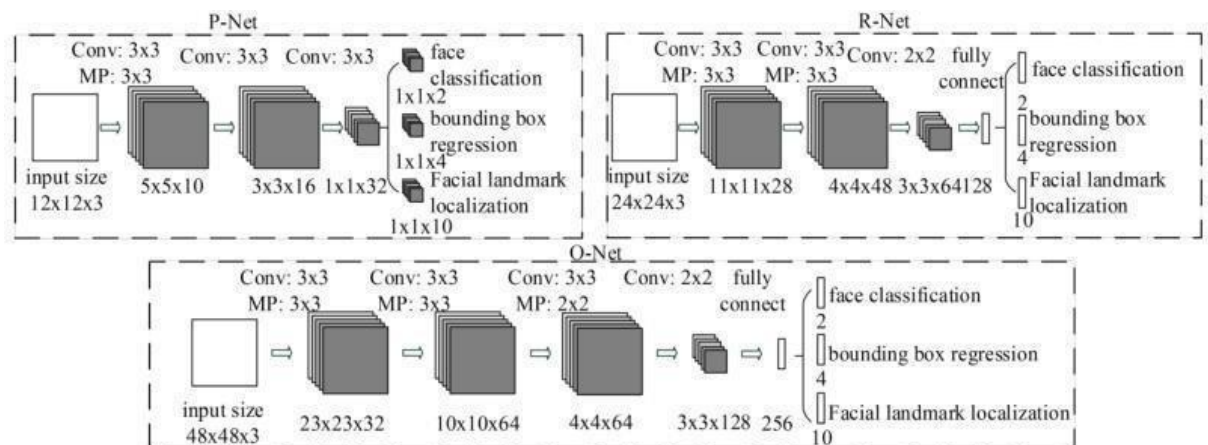 P-Net
Conv: 3x3
MP: 3x3
Conv: 3x3
Conv: 3x3
face
classification
1x1x2
bounding box
regression
1x1x4
Facial landmark
localization
1x1x10
input size
12x12x3
5x5x10
3x3x16
1x1x32
R-Net
Conv: 3x3
MP: 3x3
Conv: 3x3
MP: 3x3
Conv: 2x2
fully
connect
face classification
2
bounding box
regression
4
Facial landmark
localization
10
input size
24x24x3
11x11x28
4x4x48
3x3x64
128
O-Net
Conv: 3x3
MP: 3x3
Conv: 3x3
MP: 3x3
Conv: 3x3
MP: 2x2
Conv: 2x2
fully
connect
face classification
2
bounding box regression
4
Facial landmark localization
10
input size
48x48x3
23x23x32
10x10x64
4x4x64
3x3x128
256